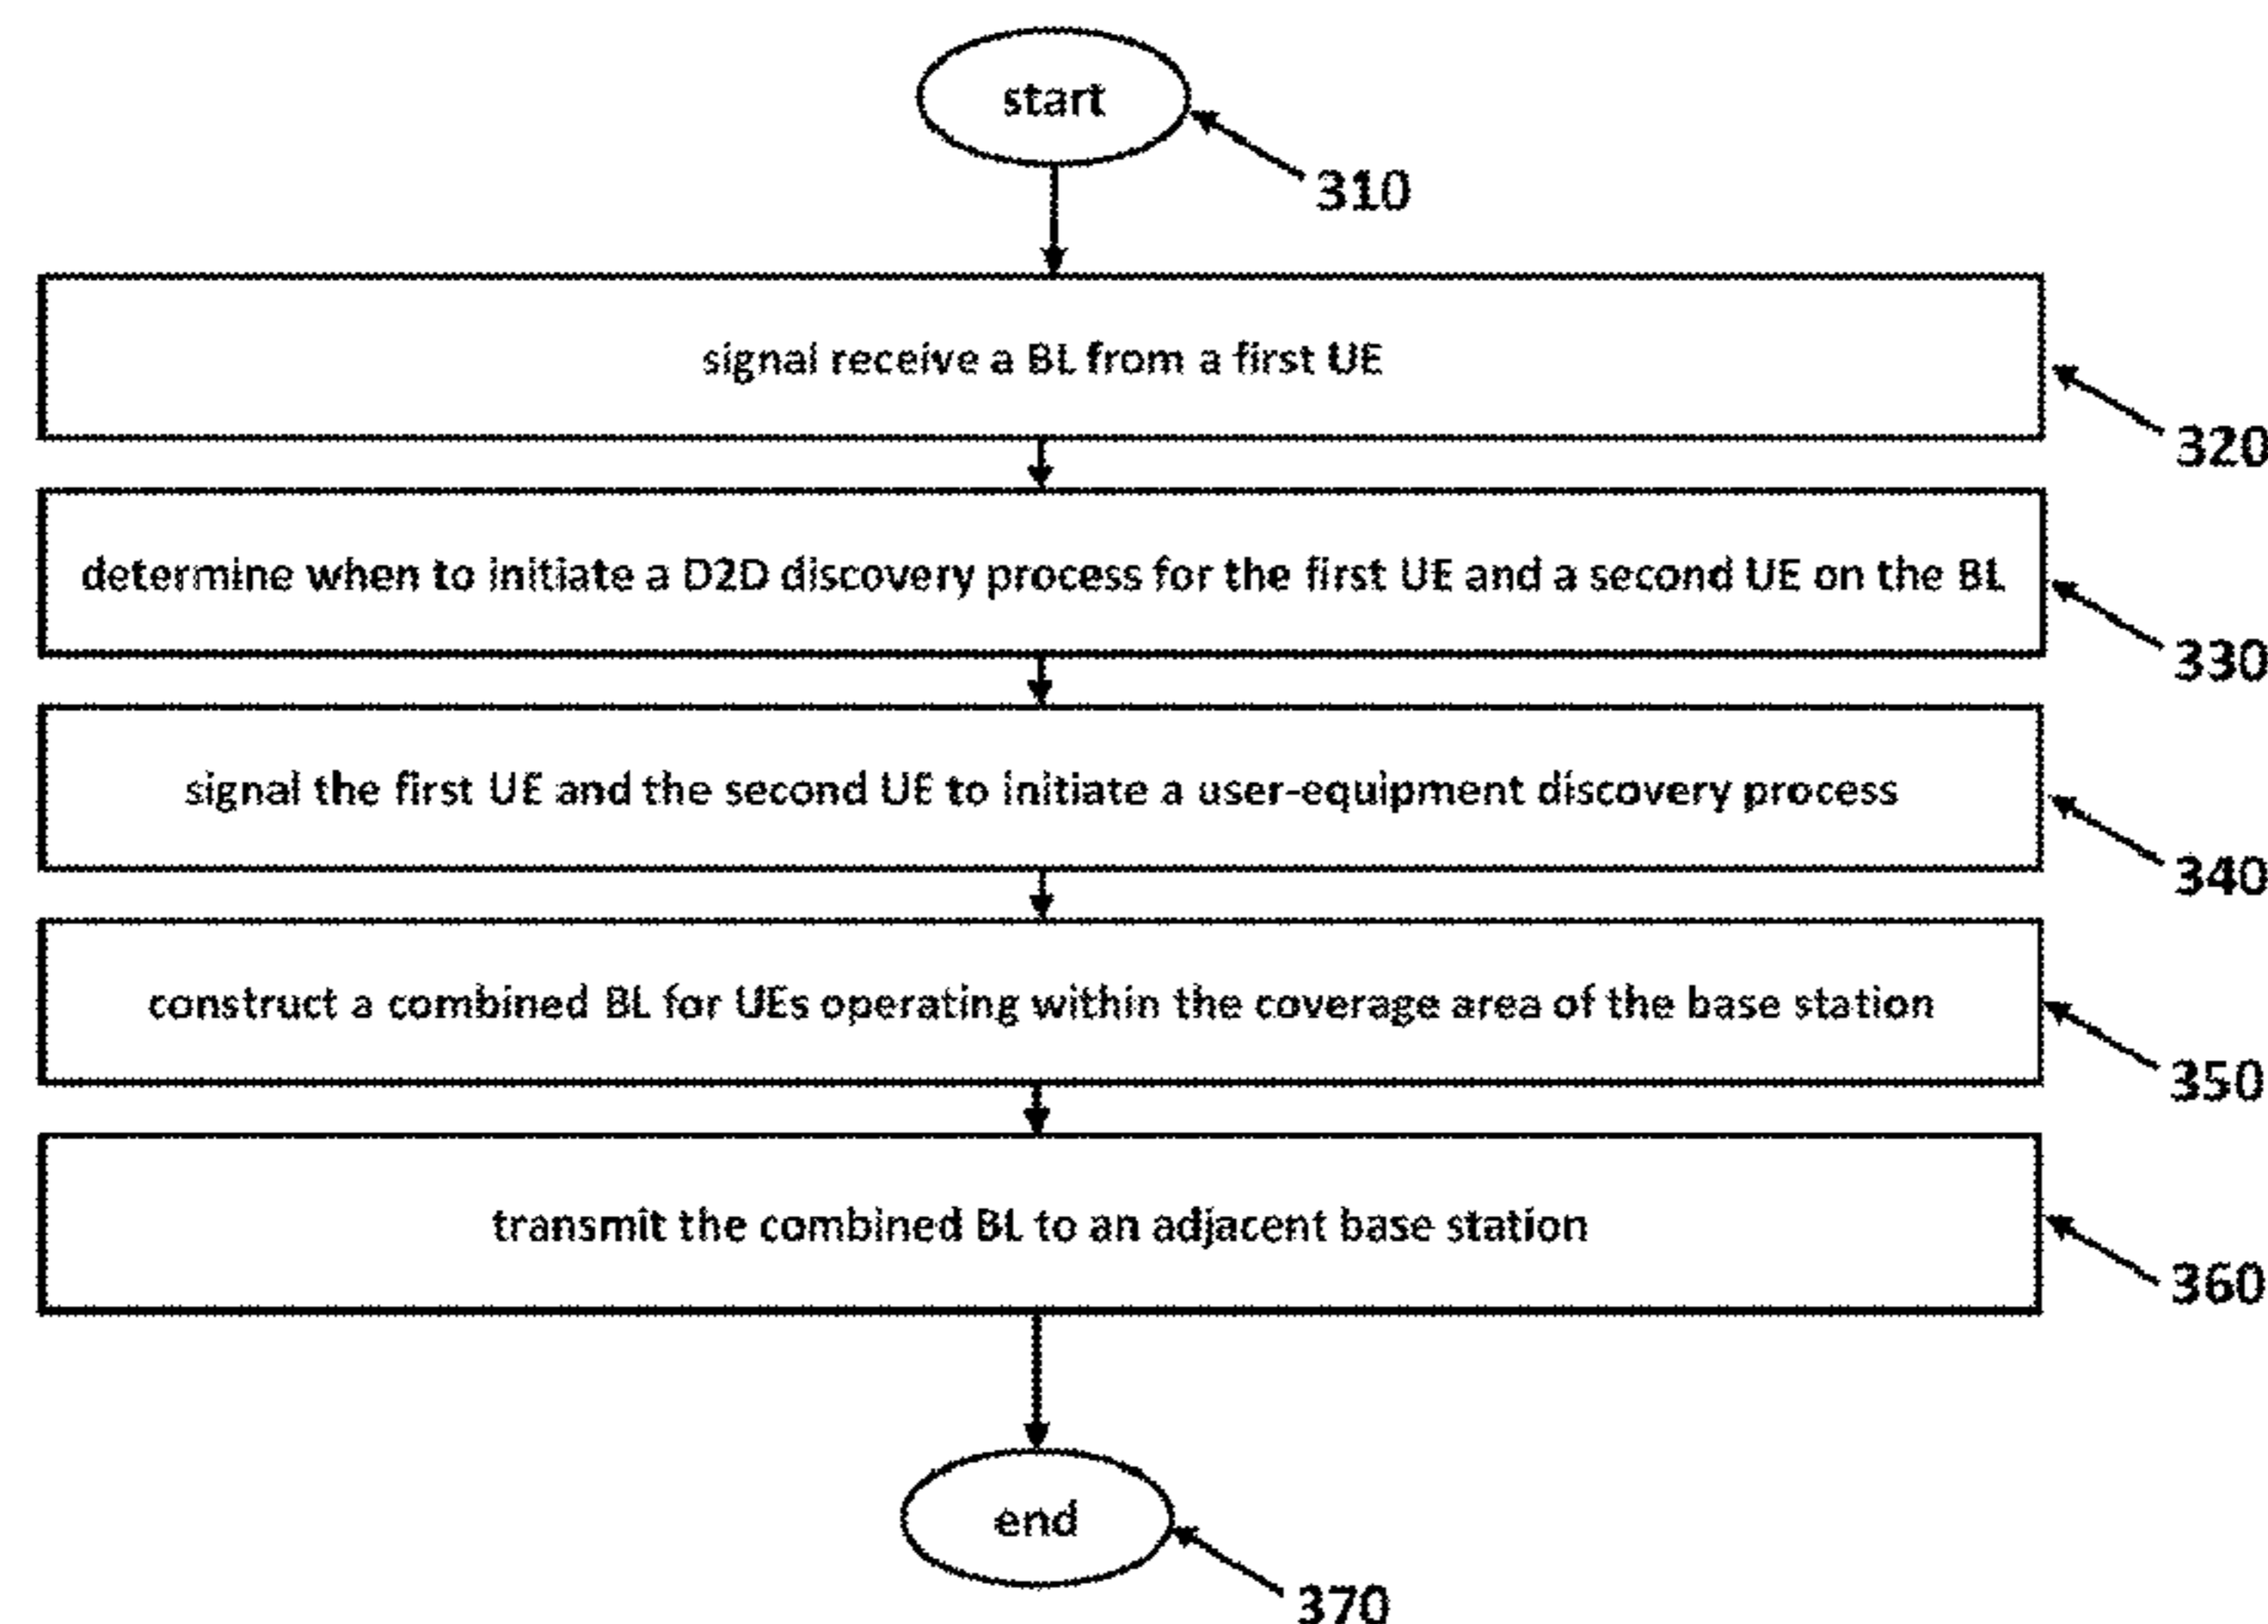 start
310
signal receive a BL from a first UE
320
determine when to initiate a D2D discovery process for the first UE and a second UE on the BL
330
signal the first UE and the second UE to initiate a user-equipment discovery process
340
construct a combined BL for UEs operating within the coverage area of the base station
350
transmit the combined BL to an adjacent base station
360
end
370